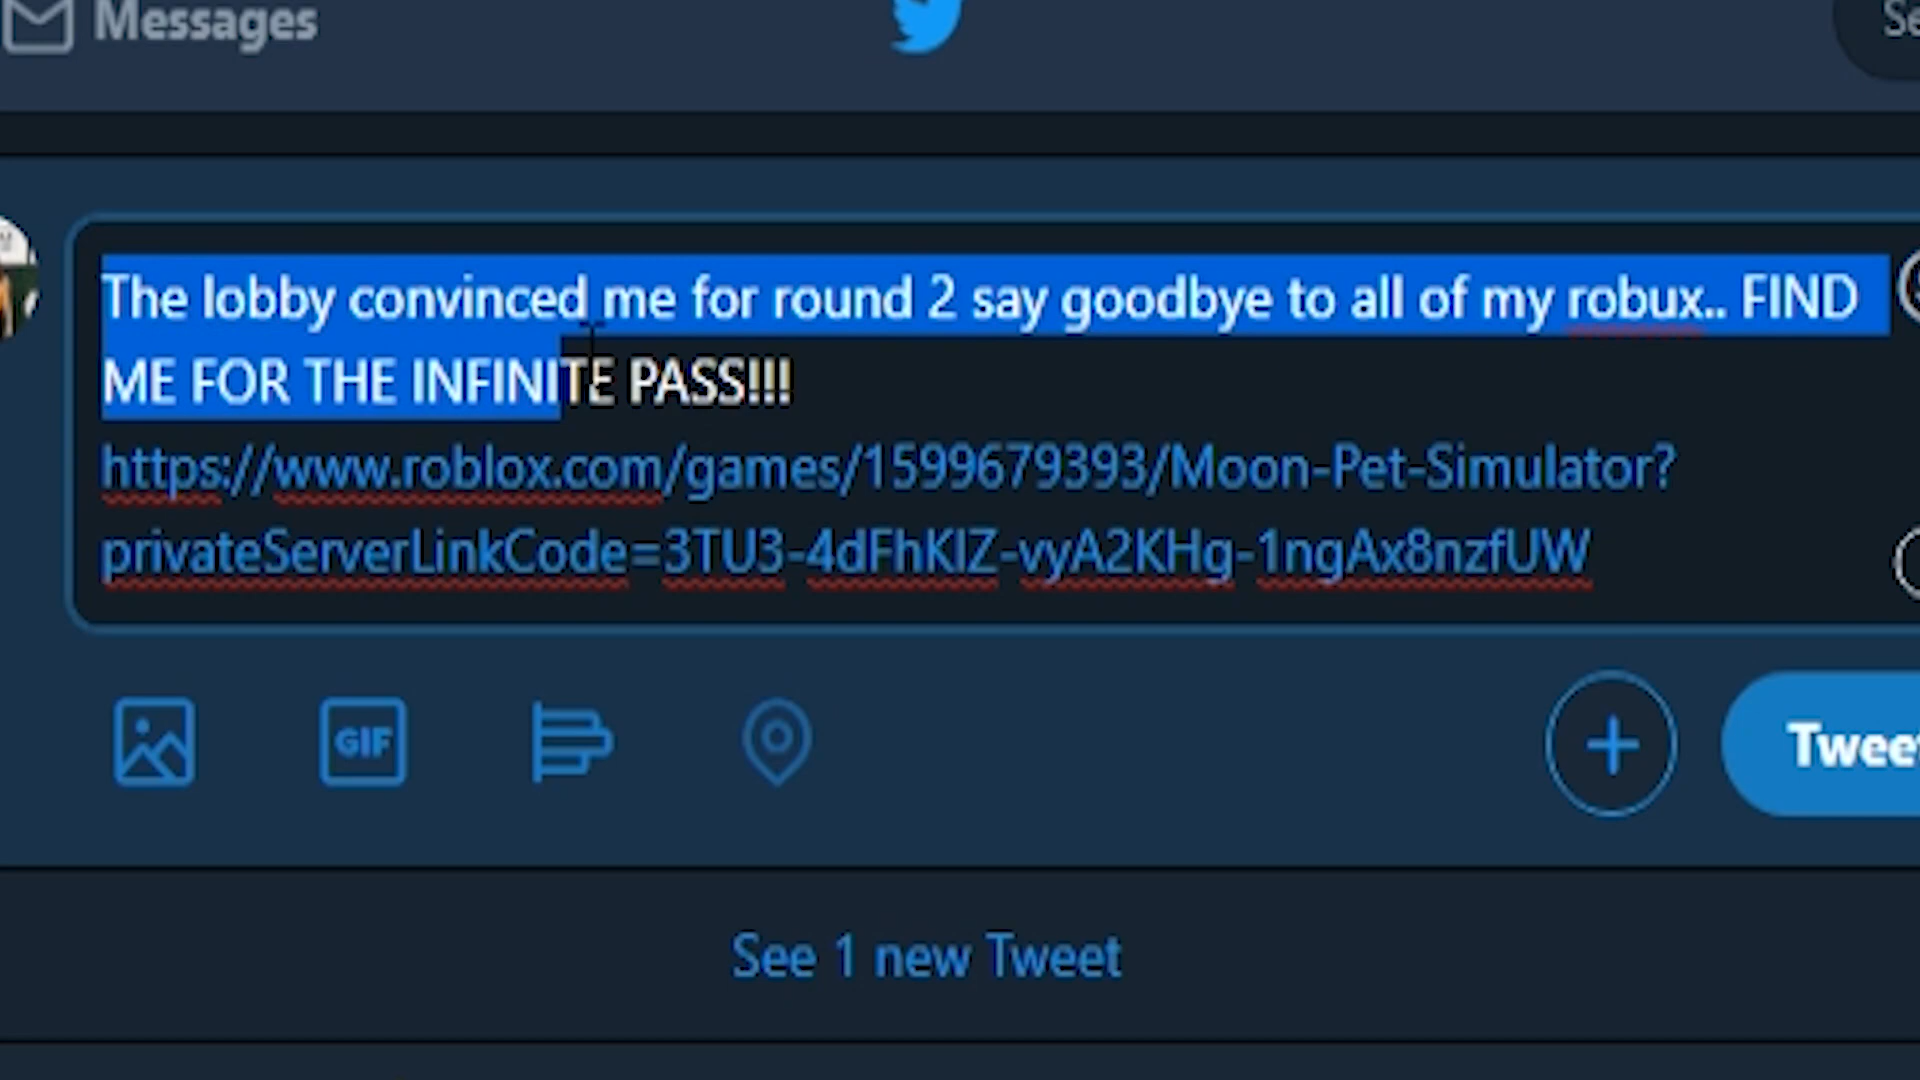 Messages
The lobby convinced me for round 2 say goodbye to all of my robux.. FIND
ME FOR THE INFINITE PASS!!!
https://www.roblox.com/games/1599679393/Moon-Pet-Simulator?
privateServerLinkCode=3TU3-4dFhKIZ-vyA2KHg-1ngAx8nzfUW
GIF
Tweet
See 1 new Tweet